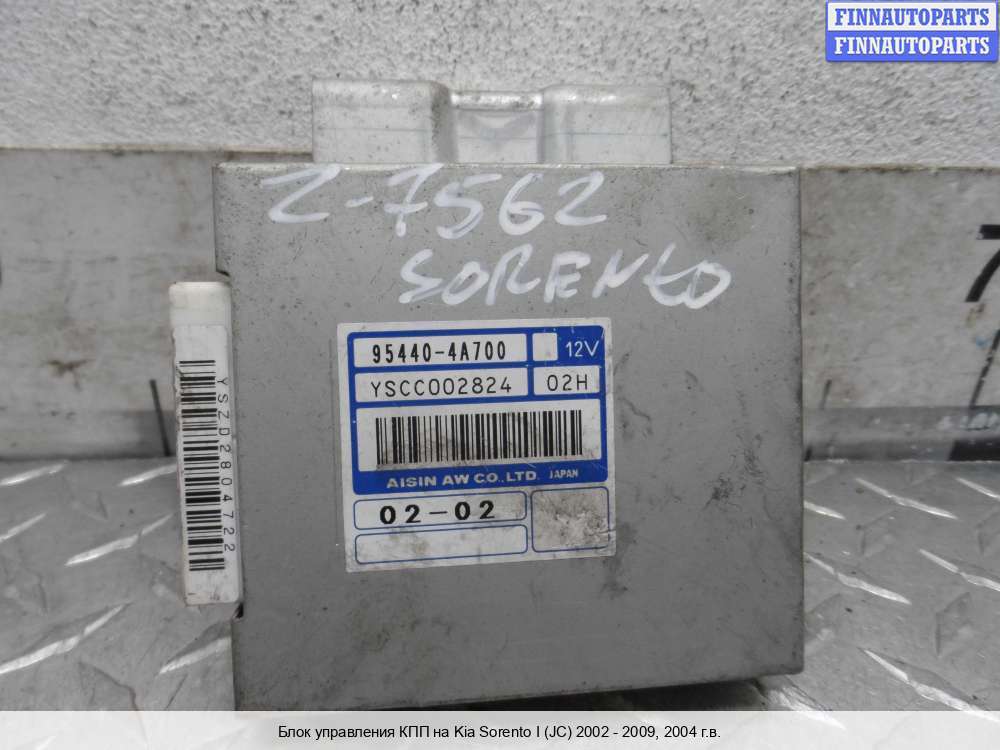 FINNAUTOPARTS
FINNAUTOPARTS
Z-7562
SORENTO
95440-4A700 12V
YSCC002824 02H
AISIN AW CO.,LTD. JAPAN
02-02
YSZD2804722
7
Блок управления КПП на Kia Sorento I (JC) 2002 - 2009, 2004 г.в.